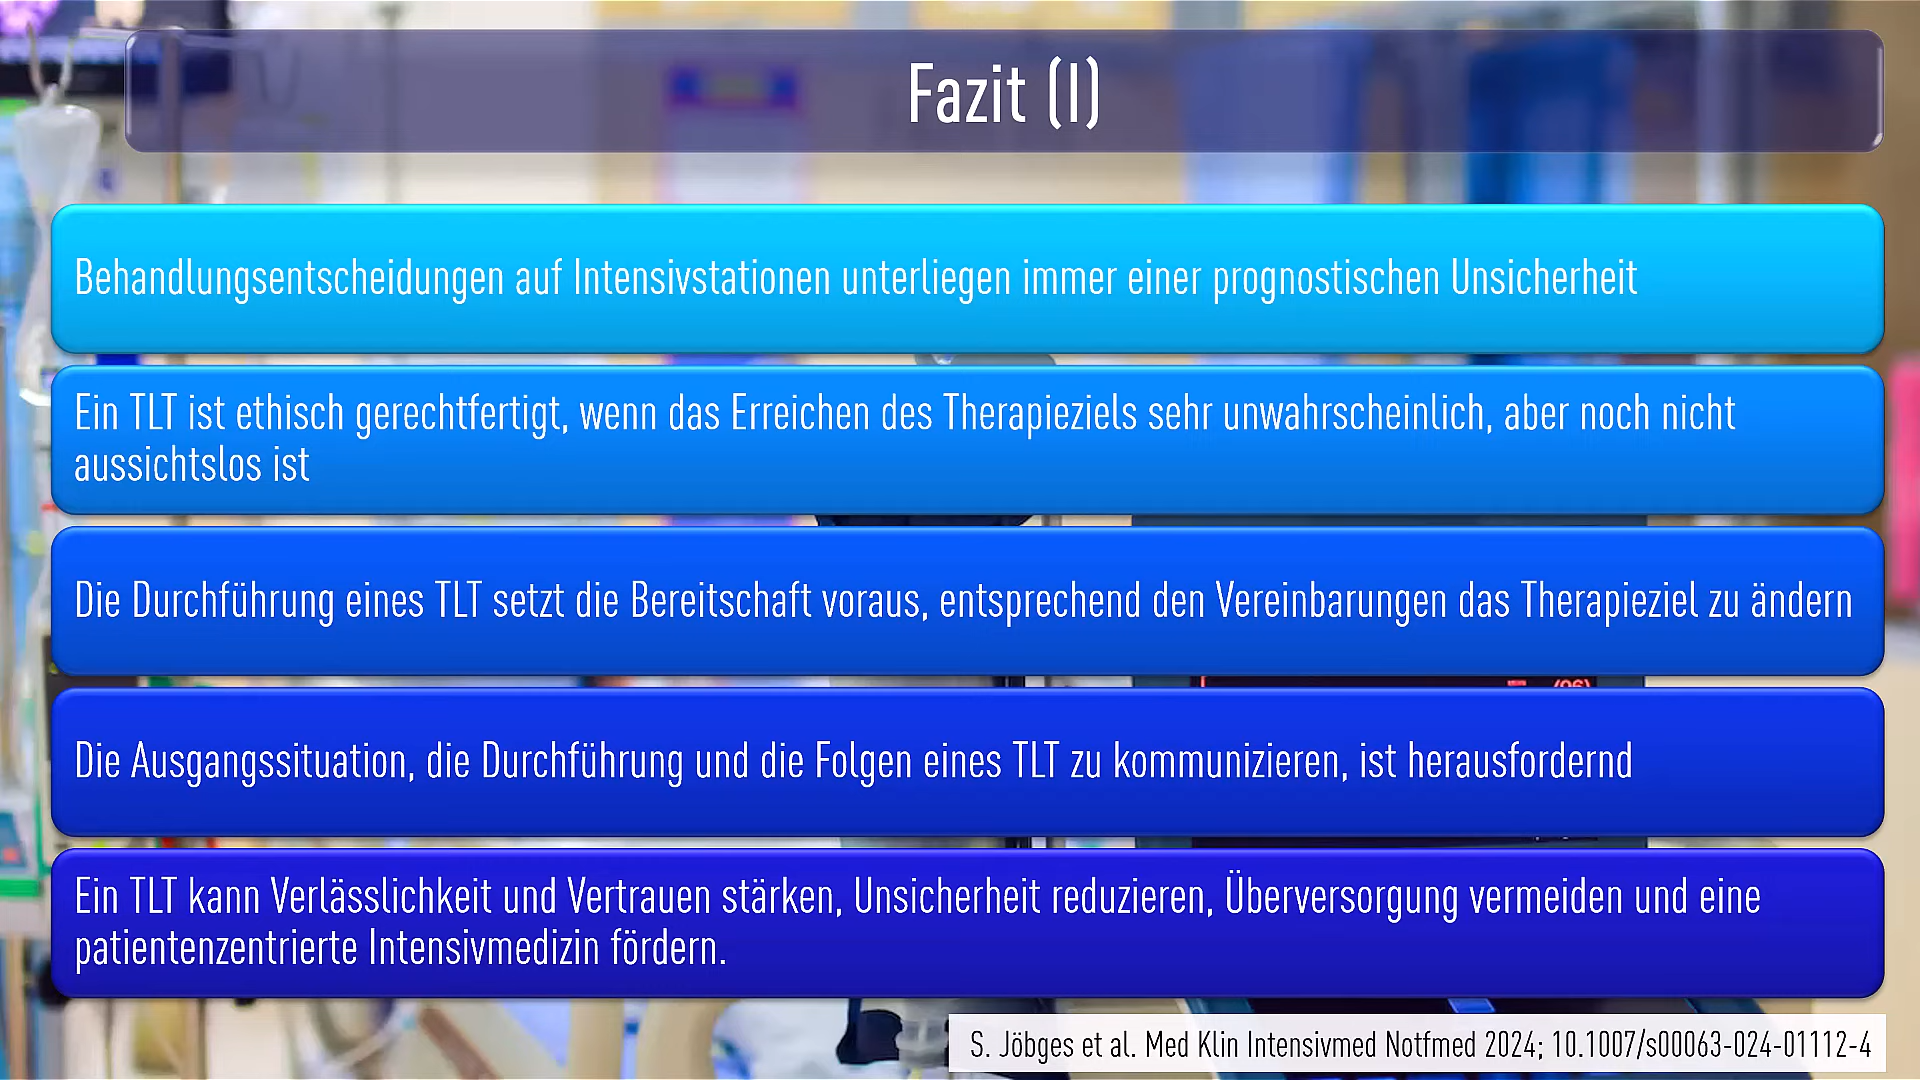 Fazit (I)
Behandlungsentscheidungen auf Intensivstationen unterliegen immer einer prognostischen Unsicherheit
Ein TLT ist ethisch gerechtfertigt, wenn das Erreichen des Therapieziels sehr unwahrscheinlich, aber noch nicht
aussichtslos ist
Die Durchführung eines TLT setzt die Bereitschaft voraus, entsprechend den Vereinbarungen das Therapieziel zu ändern
Die Ausgangssituation, die Durchführung und die Folgen eines TLT zu kommunizieren, ist herausfordernd
Ein TLT kann Verlässlichkeit und Vertrauen stärken, Unsicherheit reduzieren, Überversorgung vermeiden und eine
patientenzentrierte Intensivmedizin fördern.
S. Jöbges et al. Med Klin Intensivmed Notfmed 2024; 10.1007/s00063-024-01112-4